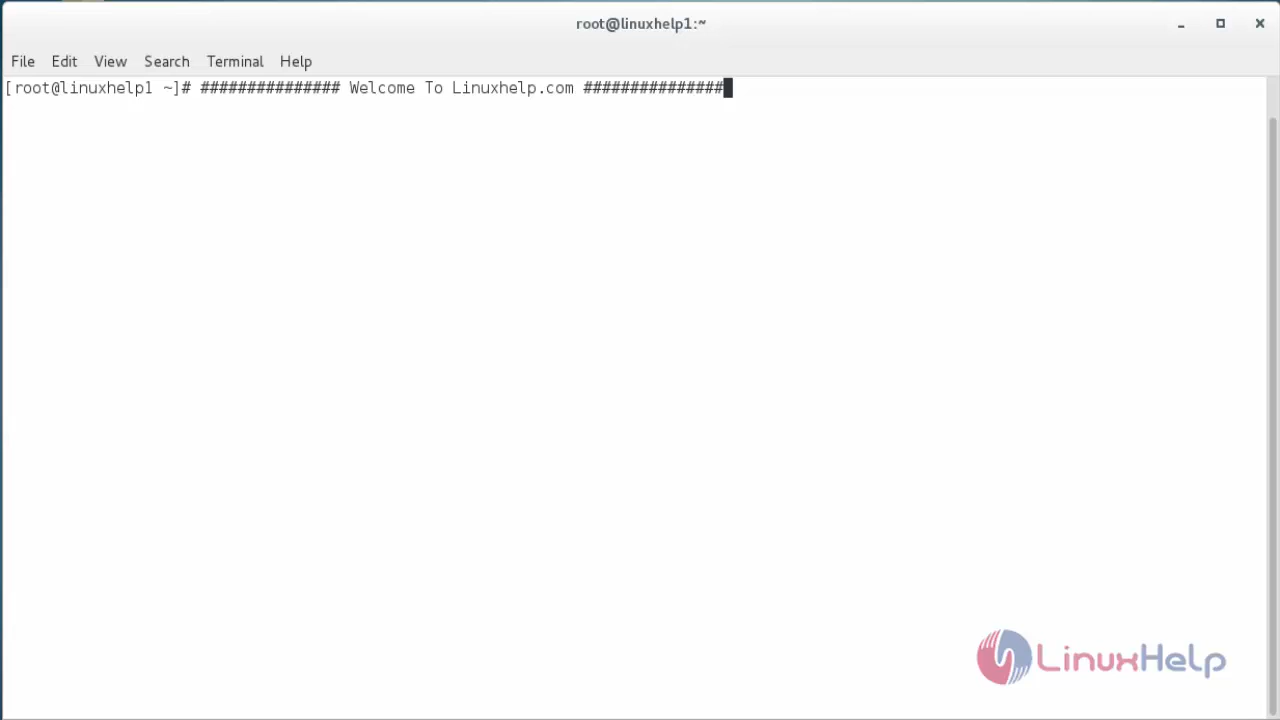 root@linuxhelp1:~
File Edit View Search Terminal Help
[root@linuxhelp1 ~]# ############### Welcome To Linuxhelp.com ###############
LinuxHelp